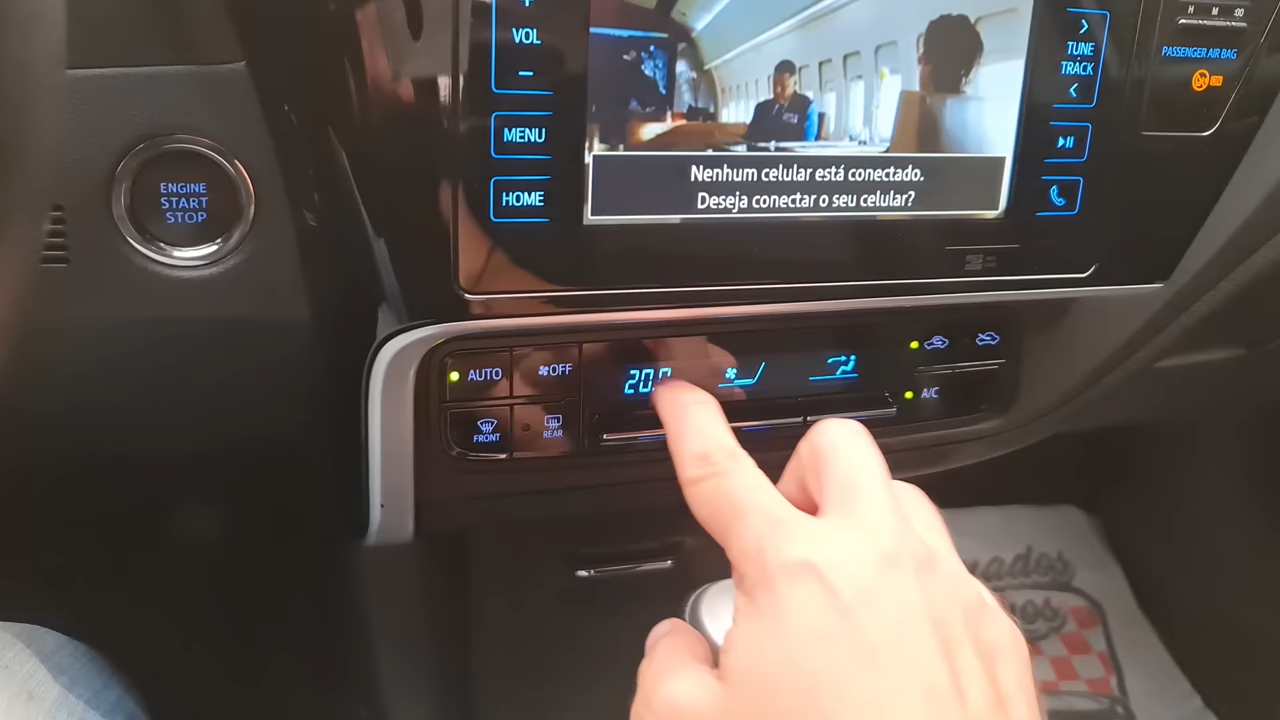 VOL
MENU
HOME
TUNE
TRACK
H M :00
PASSENGER AIR BAG
ENGINE
START
STOP
Nenhum celular está conectado.
Deseja conectar o seu celular?
AUTO
OFF
20.0
FRONT
REAR
A/C